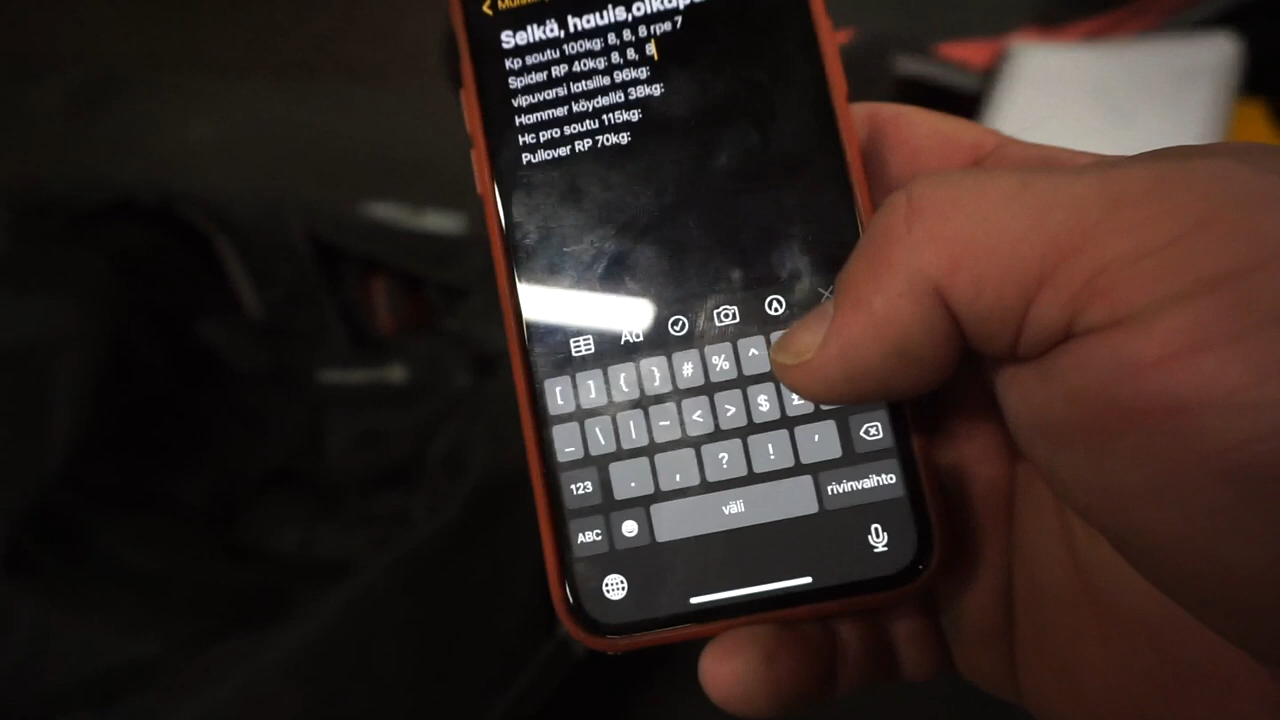 Selkä, hauis,olkapä
Kp soutu 100kg: 8, 8, 8 rpe 7
Spider RP 40kg: 8, 8, 8
vipuvarsi latsille 96kg:
Hammer köydellä 38kg:
Hc pro soutu 115kg:
Pullover RP 70kg:
Aa
[ ] { } # % ^
_ \ | ~ < > $ £
123 . , ? ! ' 
ABC väli rivinvaihto